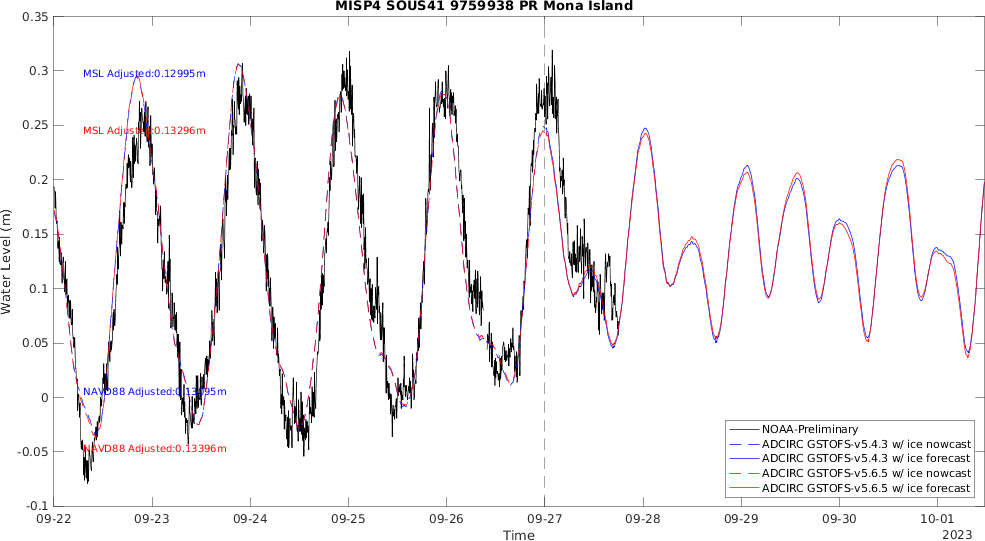 MISP4 SOUS41 9759938 PR Mona Island
0.35
0.3
0.25
0.2
0.15
0.1
0.05
0
-0.05
-0.1
Water Level (m)
MSL Adjusted:0.12995m
MSL Adjusted:0.13296m
NAVD88 Adjusted:0.13095m
NAVD88 Adjusted:0.13396m
NOAA-Preliminary
ADCIRC GSTOFS-v5.4.3 w/ ice nowcast
ADCIRC GSTOFS-v5.4.3 w/ ice forecast
ADCIRC GSTOFS-v5.6.5 w/ ice nowcast
ADCIRC GSTOFS-v5.6.5 w/ ice forecast
09-22 09-23 09-24 09-25 09-26 09-27 09-28 09-29 09-30 10-01
Time
2023